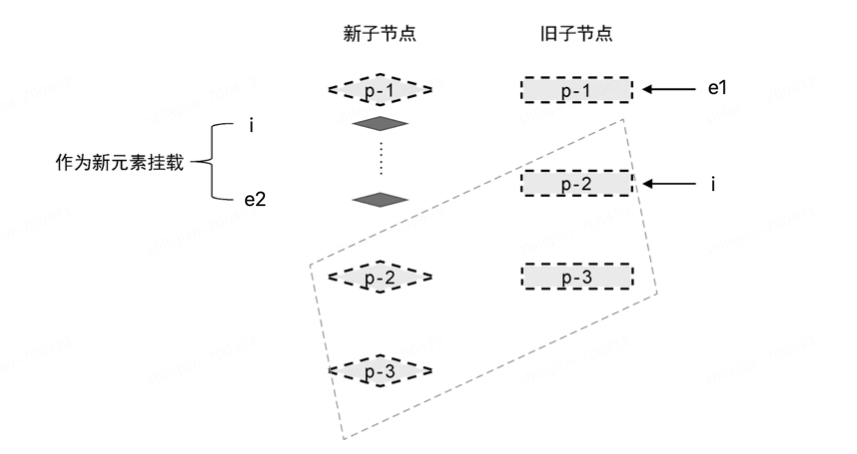 新子节点 旧子节点
p-1 p-1 e1
i
作为新元素挂载
p-2 i
e2
p-2 p-3
p-3